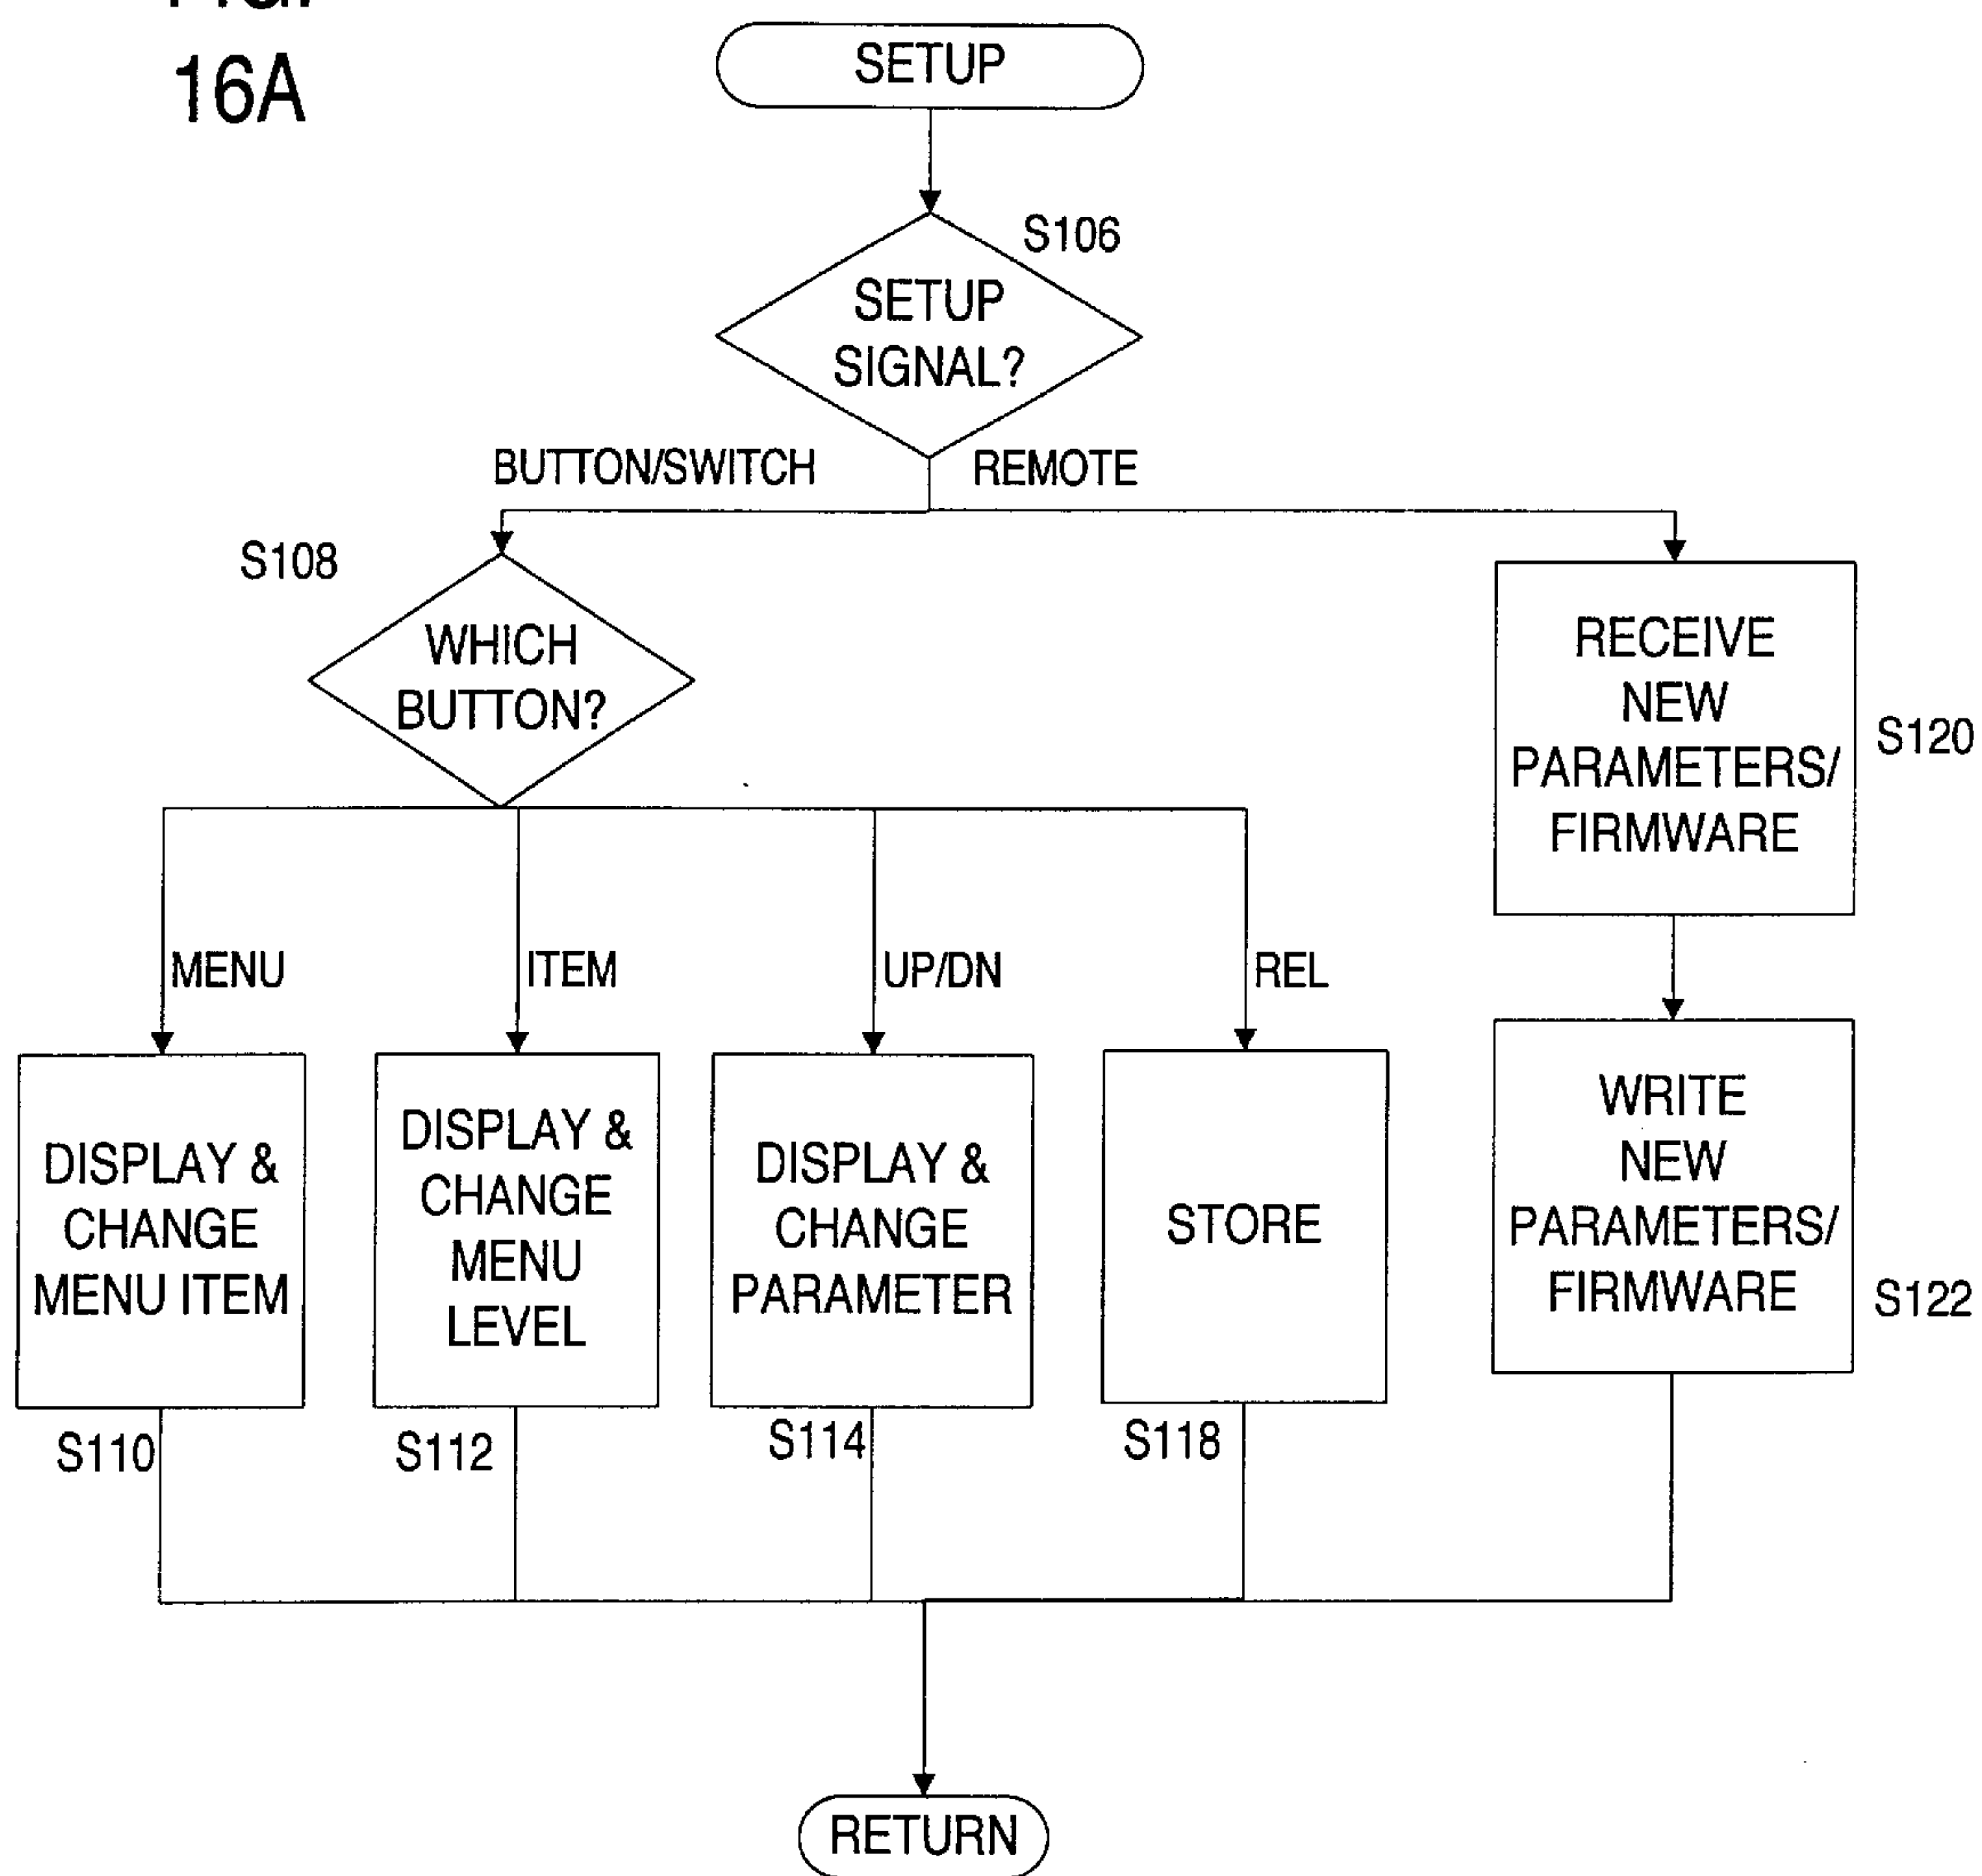 16A
SETUP
S106
SETUP
SIGNAL?
BUTTON/SWITCH
REMOTE
S108
WHICH
BUTTON?
RECEIVE
NEW
PARAMETERS/
FIRMWARE
S120
MENU
ITEM
UP/DN
REL
DISPLAY &
CHANGE
MENU ITEM
S110
DISPLAY &
CHANGE
MENU
LEVEL
S112
DISPLAY &
CHANGE
PARAMETER
S114
STORE
S118
WRITE
NEW
PARAMETERS/
FIRMWARE
S122
RETURN